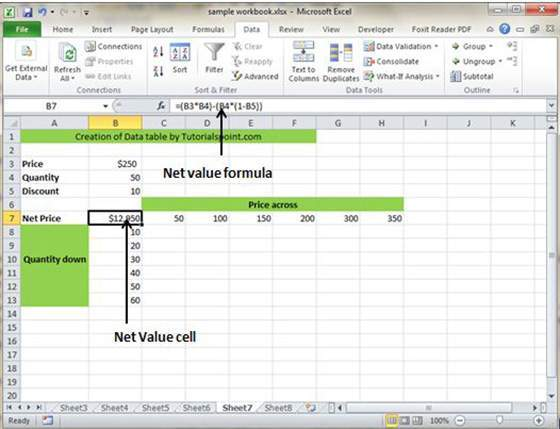 sample workbook.xlsx - Microsoft Excel
File Home Insert Page Layout Formulas Data Review View Developer Foxit Reader PDF
Get External Data
Refresh All
Connections
Properties
Edit Links
Connections
Sort
Filter
Clear
Reapply
Advanced
Sort & Filter
Text to Columns
Remove Duplicates
Data Validation
Consolidate
What-If Analysis
Data Tools
Group
Ungroup
Subtotal
Outline
B7 fx =(B3*B4)-(B4*(1-B5))
A B C D E F G H I J K
1 Creation of Data table by Tutorialspoint.com
2
3 Price $250
Net value formula
4 Quantity 50
5 Discount 10
6 Price across
7 Net Price $12,950 50 100 150 200 300 350
8 10
9 20
10 Quantity down 30
11 40
12 50
13 60
14
15
16
Net Value cell
17
18
19
20
Sheet3 Sheet4 Sheet5 Sheet6 Sheet7 Sheet8
Ready 100%